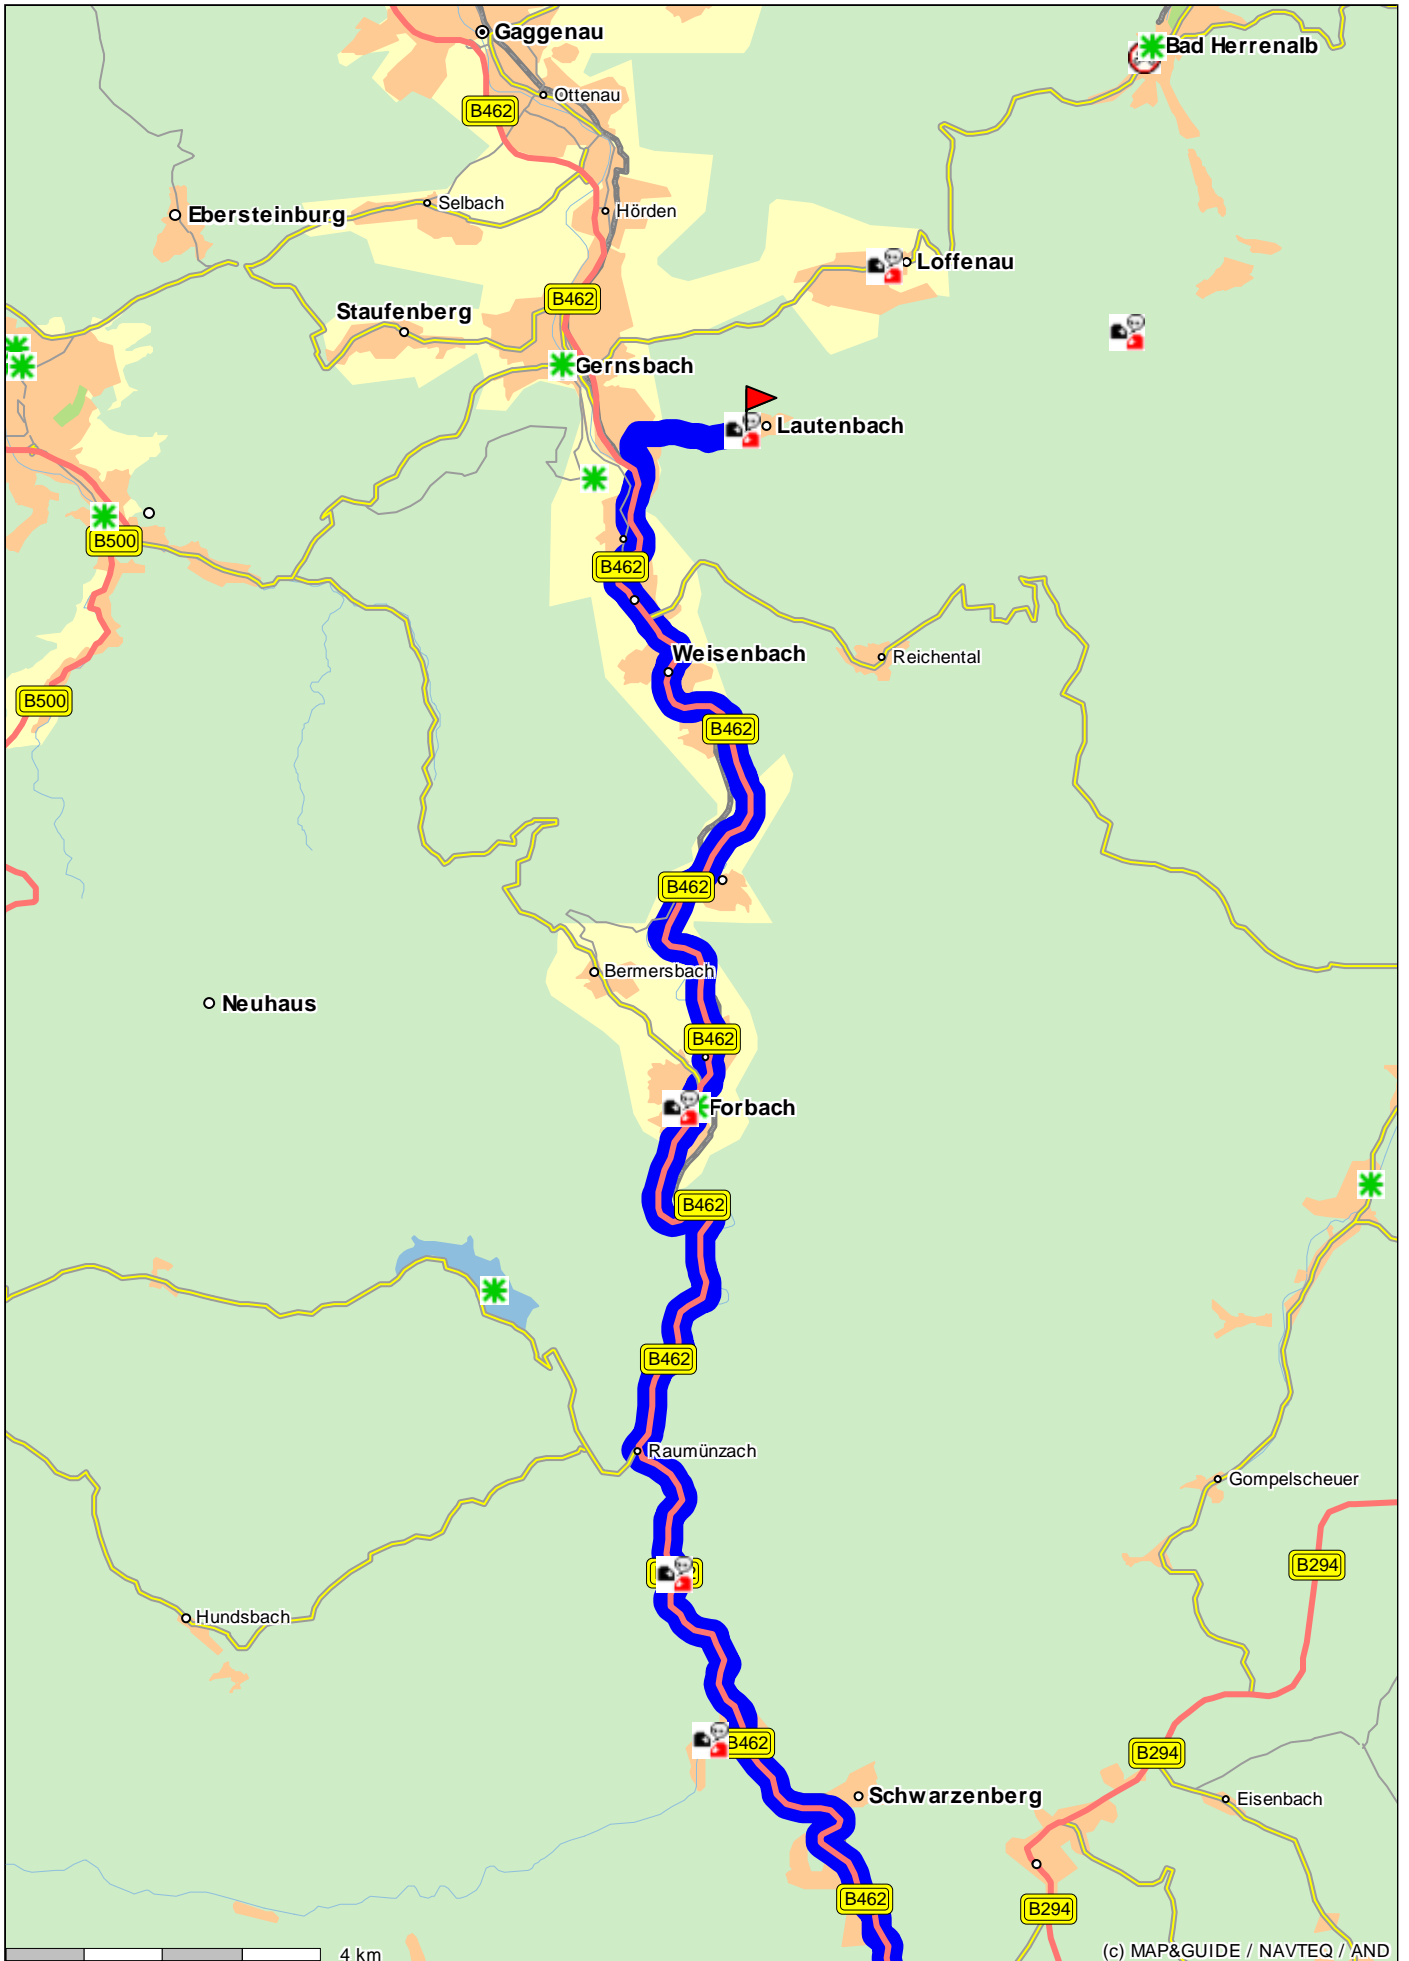 Gaggenau
Bad Herrenalb
Ottenau
B462
Selbach
Ebersteinburg
Hörden
Loffenau
B462
Staufenberg
Gernsbach
Lautenbach
B500
B462
Weisenbach
Reichental
B500
B462
B462
Bermersbach
Neuhaus
B462
Forbach
B462
B462
Raumünzach
Gompelscheuer
B294
Hundsbach
B462
B294
Schwarzenberg
Eisenbach
B462
B294
4 km
(c) MAP&GUIDE / NAVTEQ / AND